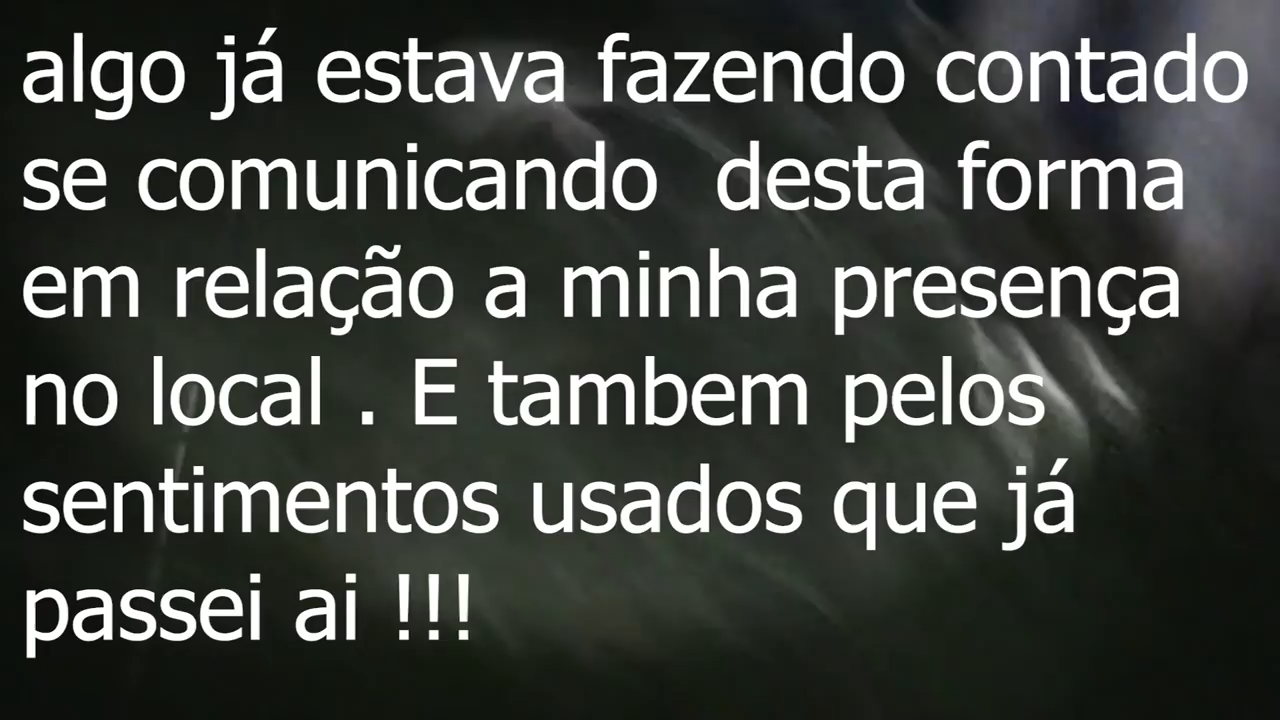 algo já estava fazendo contado
se comunicando  desta forma
em relação a minha presença
no local . E tambem pelos
sentimentos usados que já
passei ai !!!